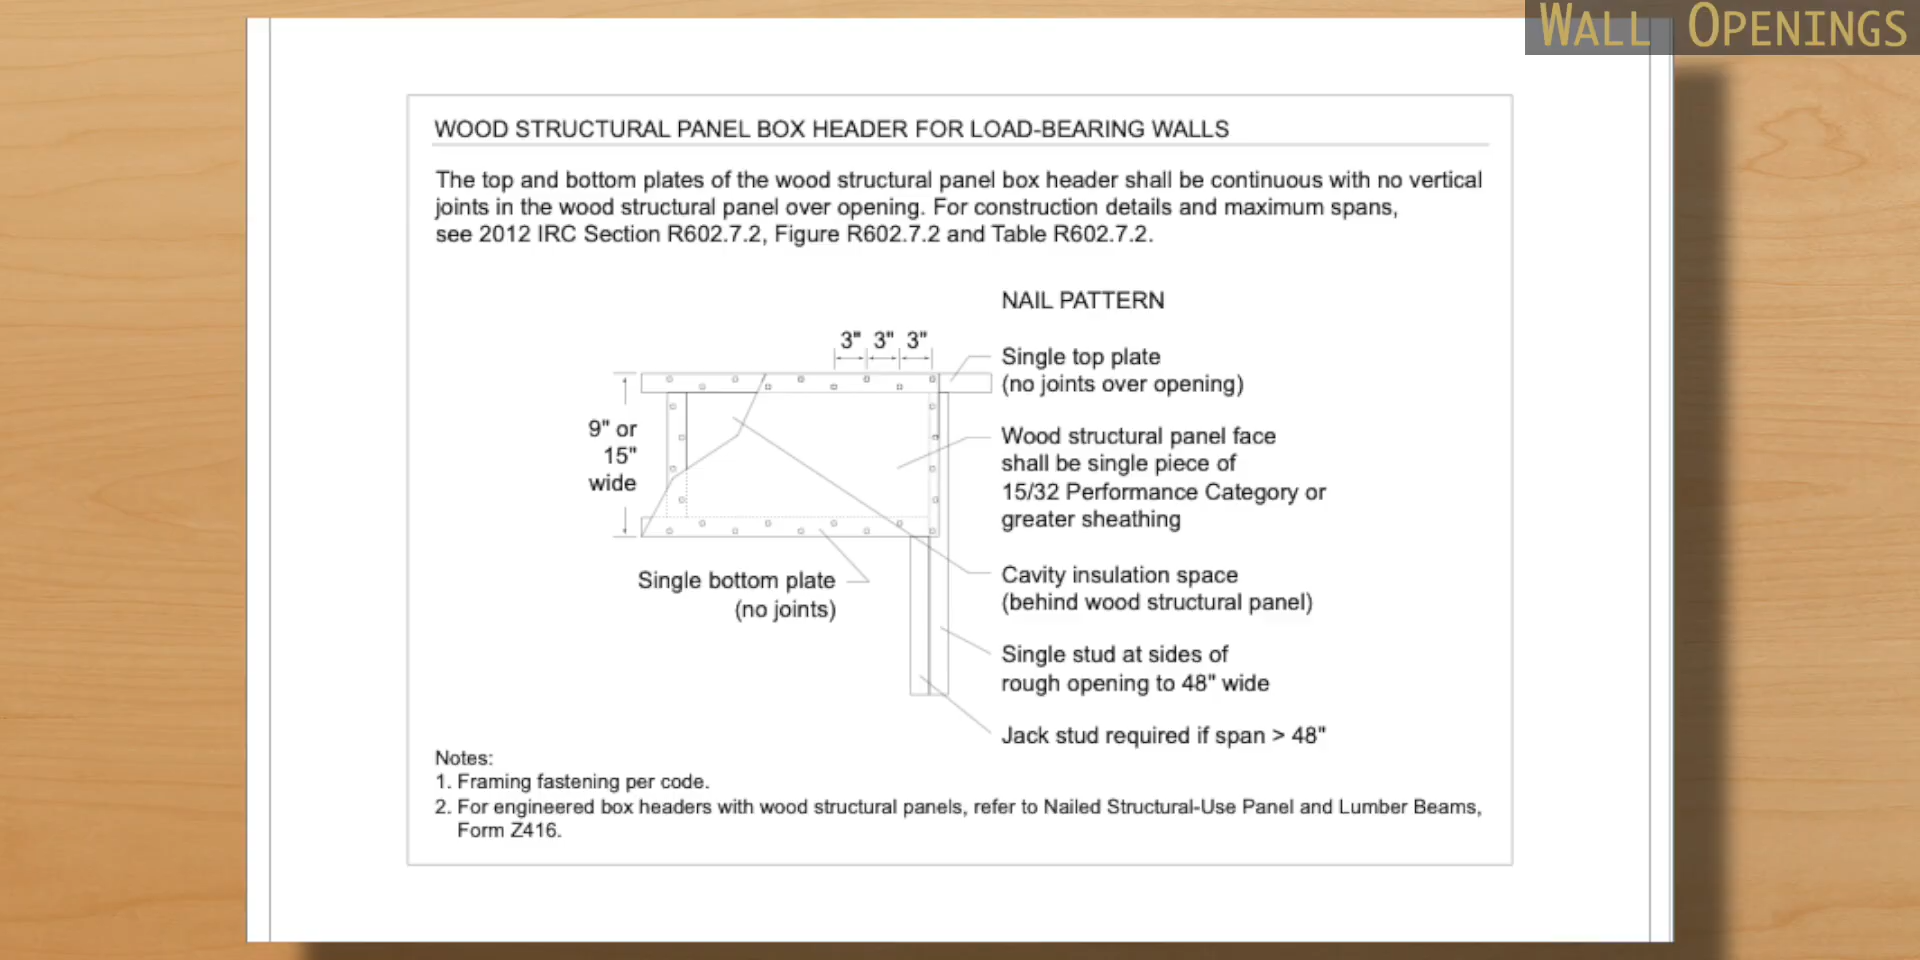 WALL OPENINGS
WOOD STRUCTURAL PANEL BOX HEADER FOR LOAD-BEARING WALLS
The top and bottom plates of the wood structural panel box header shall be continuous with no vertical
joints in the wood structural panel over opening. For construction details and maximum spans,
see 2012 IRC Section R602.7.2, Figure R602.7.2 and Table R602.7.2.
NAIL PATTERN
3" 3" 3"
Single top plate
(no joints over opening)
9" or
15"
wide
Wood structural panel face
shall be single piece of
15/32 Performance Category or
greater sheathing
Single bottom plate
(no joints)
Cavity insulation space
(behind wood structural panel)
Single stud at sides of
rough opening to 48" wide
Jack stud required if span > 48"
Notes:
1. Framing fastening per code.
2. For engineered box headers with wood structural panels, refer to Nailed Structural-Use Panel and Lumber Beams,
Form Z416.